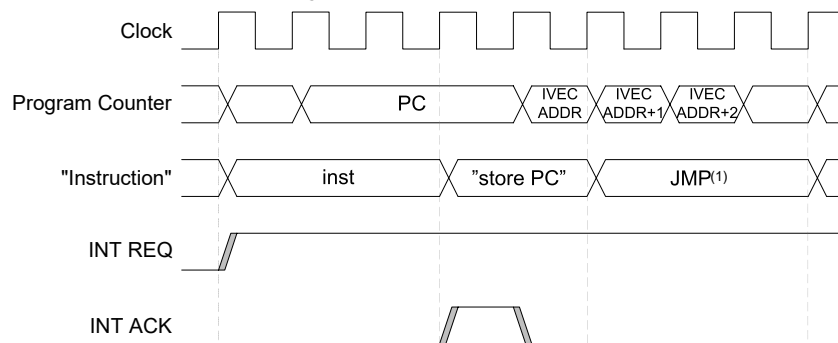 Clock
Program Counter
PC
IVEC
ADDR
IVEC
ADDR+1
IVEC
ADDR+2
"Instruction"
inst
”store PC”
JMP(1)
INT REQ
INT ACK